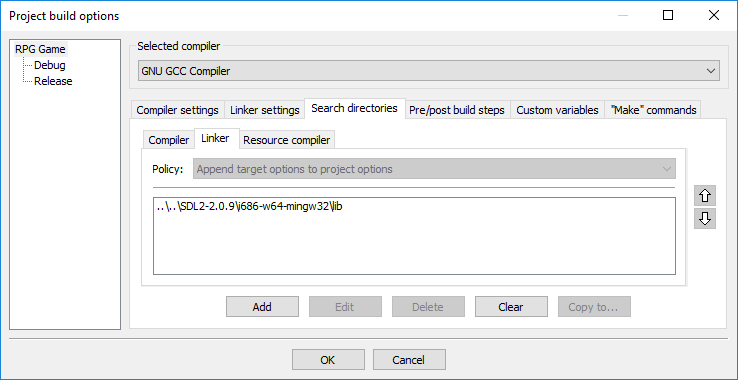 Project build options
RPG Game
Debug
Release
Selected compiler
GNU GCC Compiler
Compiler settings Linker settings Search directories Pre/post build steps Custom variables "Make" commands
Compiler Linker Resource compiler
Policy: Append target options to project options
..\..\SDL2-2.0.9\i686-w64-mingw32\lib
Add Edit Delete Clear Copy to...
OK Cancel